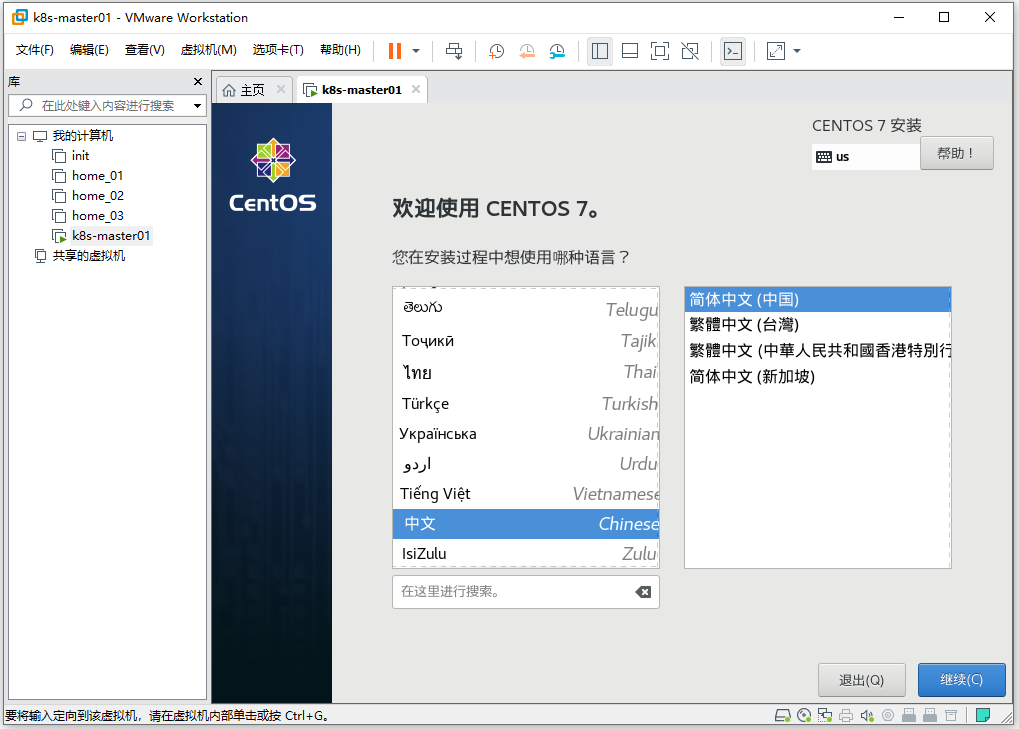 k8s-master01 - VMware Workstation
文件(F) 编辑(E) 查看(V) 虚拟机(M) 选项卡(T) 帮助(H)
库
在此处键入内容进行搜索
我的计算机
init
home_01
home_02
home_03
k8s-master01
共享的虚拟机
主页 k8s-master01
CentOS
CENTOS 7 安装
us
帮助！
欢迎使用 CENTOS 7。
您在安装过程中想使用哪种语言？
తెలుగు Telugu
Тоҷикӣ Tajik
ไทย Thai
Türkçe Turkish
Українська Ukrainian
اردو Urdu
Tiếng Việt Vietnamese
中文 Chinese
IsiZulu Zulu
在这里进行搜索。
简体中文 (中国)
繁體中文 (台灣)
繁體中文 (中華人民共和國香港特別行
简体中文 (新加坡)
退出(Q) 继续(C)
要将输入定向到该虚拟机，请在虚拟机内部单击或按 Ctrl+G。